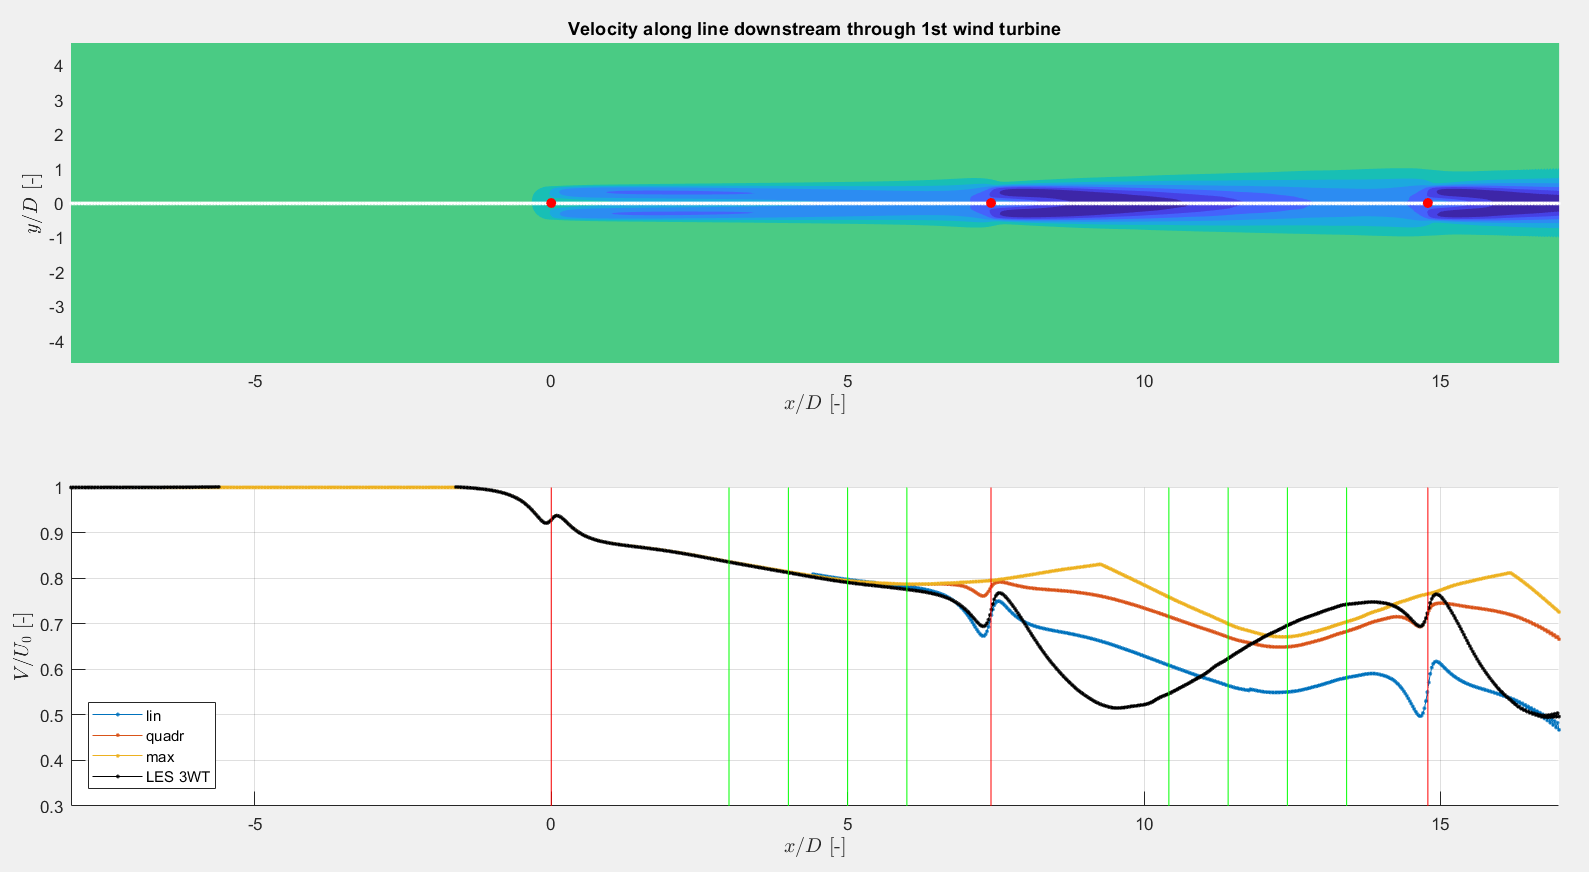 Velocity along line downstream through 1st wind turbine
4
3
2
1
0
-1
-2
-3
-4
y/D [-]
-5 0 5 10 15
x/D [-]
1
0.9
0.8
0.7
0.6
0.5
0.4
0.3
V/U₀ [-]
lin
quadr
max
LES 3WT
-5 0 5 10 15
x/D [-]